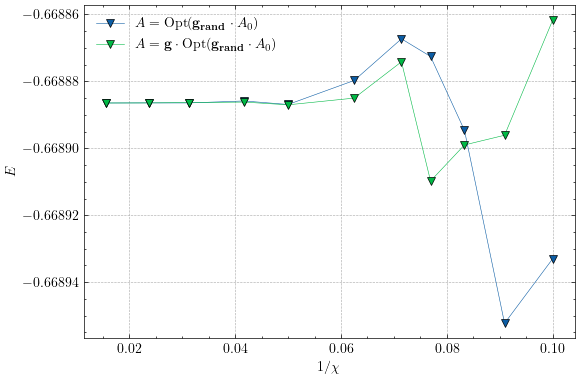 −0.66886
−0.66888
−0.66890
−0.66892
−0.66894
E
A = Opt(g_rand · A_0)
A = g · Opt(g_rand · A_0)
0.02 0.04 0.06 0.08 0.10
1/χ